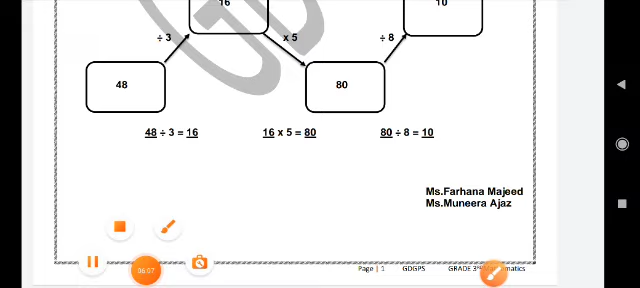 16
10
÷ 3
x 5
÷ 8
48
80
48 ÷ 3 = 16
16 x 5 = 80
80 ÷ 8 = 10
Ms.Farhana Majeed
Ms.Muneera Ajaz
06:07
Page | 1 GDGPS GRADE 3ʳᵈ